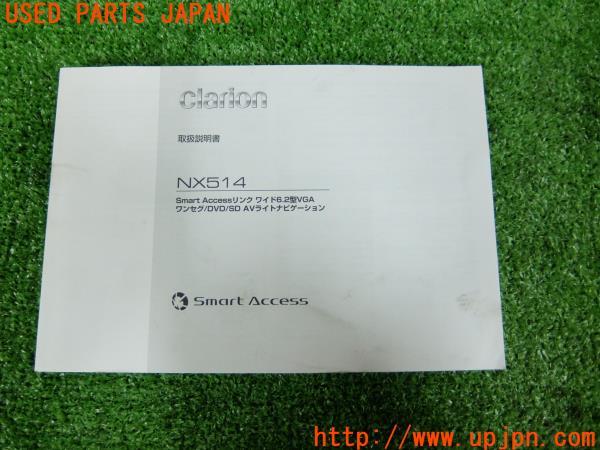 USED PARTS JAPAN
clarion
取扱説明書
NX514
Smart Accessリンク ワイド6.2型VGA
ワンセグ/DVD/SD AVライトナビゲーション
Smart Access
http://www.upjpn.com